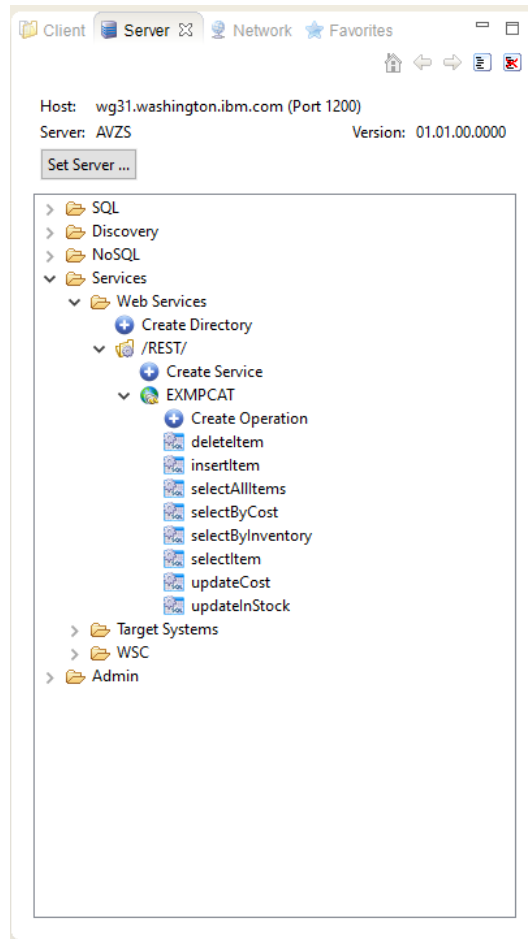 Client Server Network Favorites
Host: wg31.washington.ibm.com (Port 1200)
Server: AVZS Version: 01.01.00.0000
Set Server ...
SQL
Discovery
NoSQL
Services
Web Services
Create Directory
/REST/
Create Service
EXMPCAT
Create Operation
deleteItem
insertItem
selectAllItems
selectByCost
selectByInventory
selectItem
updateCost
updateInStock
Target Systems
WSC
Admin